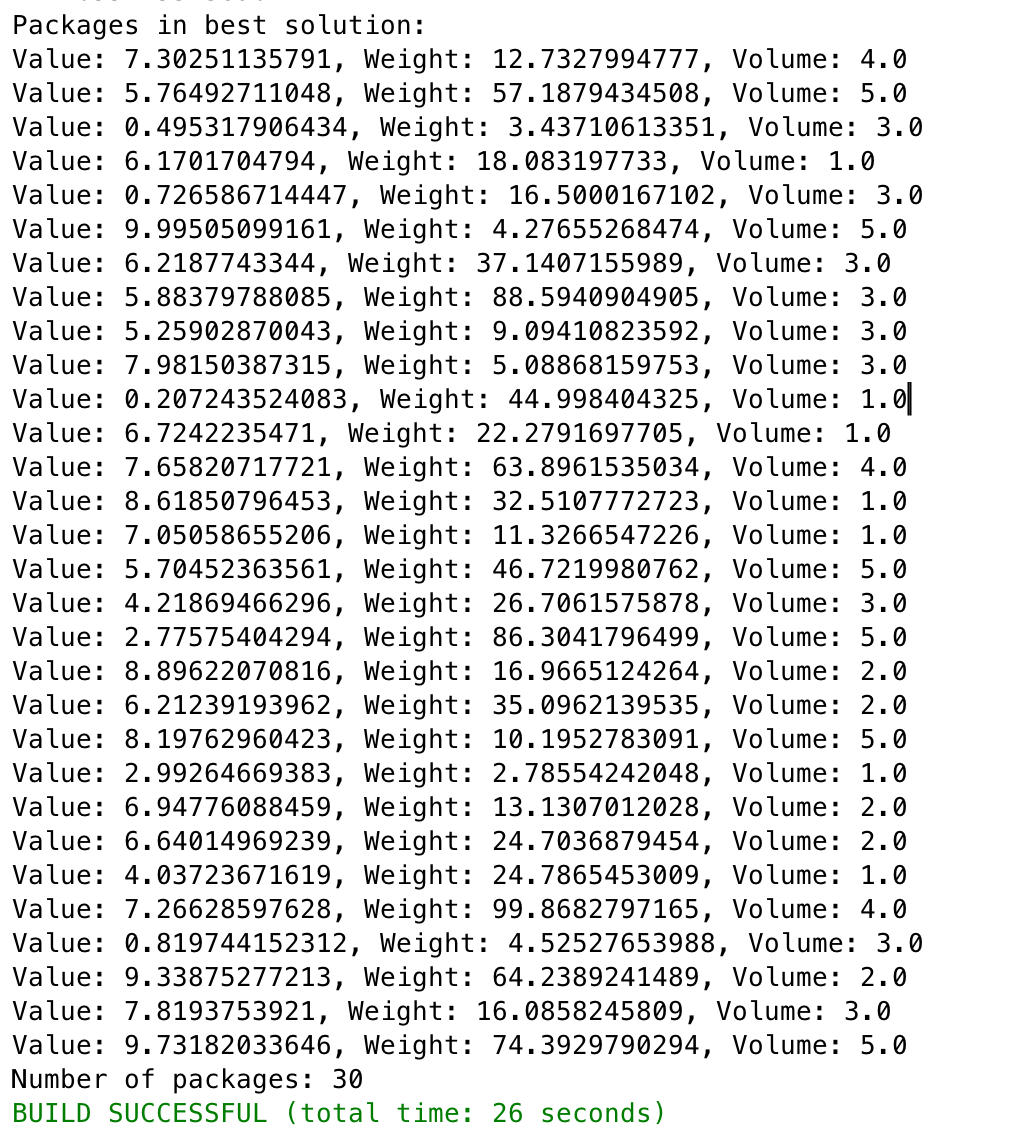 Packages in best solution:
Value: 7.30251135791, Weight: 12.7327994777, Volume: 4.0
Value: 5.76492711048, Weight: 57.1879434508, Volume: 5.0
Value: 0.495317906434, Weight: 3.43710613351, Volume: 3.0
Value: 6.1701704794, Weight: 18.083197733, Volume: 1.0
Value: 0.726586714447, Weight: 16.5000167102, Volume: 3.0
Value: 9.99505099161, Weight: 4.27655268474, Volume: 5.0
Value: 6.2187743344, Weight: 37.1407155989, Volume: 3.0
Value: 5.88379788085, Weight: 88.5940904905, Volume: 3.0
Value: 5.25902870043, Weight: 9.09410823592, Volume: 3.0
Value: 7.98150387315, Weight: 5.08868159753, Volume: 3.0
Value: 0.207243524083, Weight: 44.998404325, Volume: 1.0
Value: 6.7242235471, Weight: 22.2791697705, Volume: 1.0
Value: 7.65820717721, Weight: 63.8961535034, Volume: 4.0
Value: 8.61850796453, Weight: 32.5107772723, Volume: 1.0
Value: 7.05058655206, Weight: 11.3266547226, Volume: 1.0
Value: 5.70452363561, Weight: 46.7219980762, Volume: 5.0
Value: 4.21869466296, Weight: 26.7061575878, Volume: 3.0
Value: 2.77575404294, Weight: 86.3041796499, Volume: 5.0
Value: 8.89622070816, Weight: 16.9665124264, Volume: 2.0
Value: 6.21239193962, Weight: 35.0962139535, Volume: 2.0
Value: 8.19762960423, Weight: 10.1952783091, Volume: 5.0
Value: 2.99264669383, Weight: 2.78554242048, Volume: 1.0
Value: 6.94776088459, Weight: 13.1307012028, Volume: 2.0
Value: 6.64014969239, Weight: 24.7036879454, Volume: 2.0
Value: 4.03723671619, Weight: 24.7865453009, Volume: 1.0
Value: 7.26628597628, Weight: 99.8682797165, Volume: 4.0
Value: 0.819744152312, Weight: 4.52527653988, Volume: 3.0
Value: 9.33875277213, Weight: 64.2389241489, Volume: 2.0
Value: 7.8193753921, Weight: 16.0858245809, Volume: 3.0
Value: 9.73182033646, Weight: 74.3929790294, Volume: 5.0
Number of packages: 30
BUILD SUCCESSFUL (total time: 26 seconds)